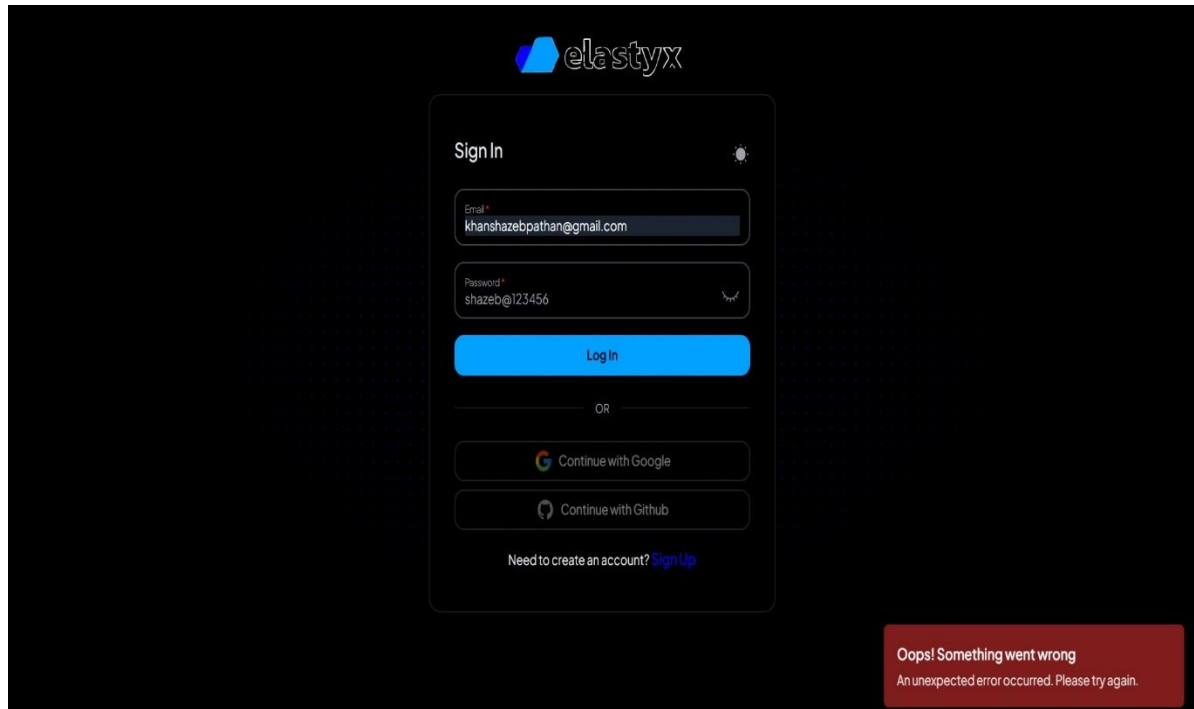 elastyx
Sign In
Email *
khanshazebpathan@gmail.com
Password *
shazeb@123456
Log In
OR
Continue with Google
Continue with Github
Need to create an account? Sign Up
Oops! Something went wrong
An unexpected error occurred. Please try again.